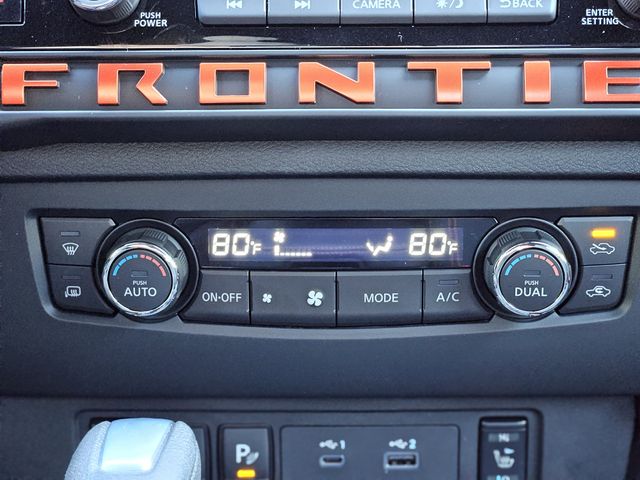 PUSH
POWER
CAMERA
BACK
ENTER
SETTING
FRONTIE
80°F
80°F
PUSH
AUTO
ON·OFF
MODE
A/C
PUSH
DUAL
P
1
2